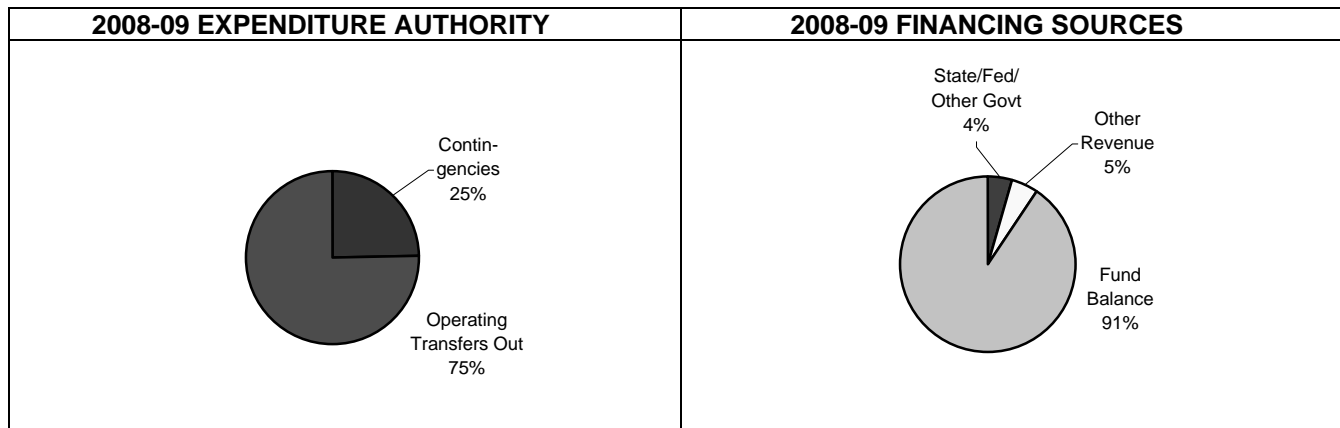 2008-09 EXPENDITURE AUTHORITY
Contin-
gencies
25%
Operating
Transfers Out
75%
2008-09 FINANCING SOURCES
State/Fed/
Other Govt
4%
Other
Revenue
5%
Fund
Balance
91%